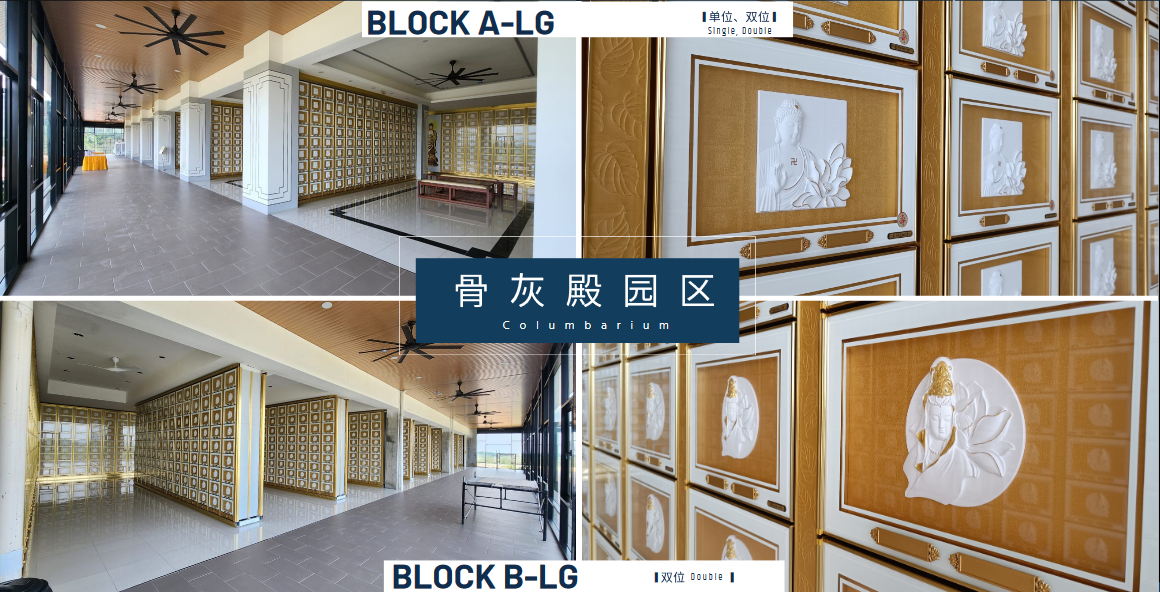 BLOCK A-LG
▌单位、双位▌
Single, Double
卍
骨灰殿园区
Columbarium
BLOCK B-LG
▌双位 Double ▌